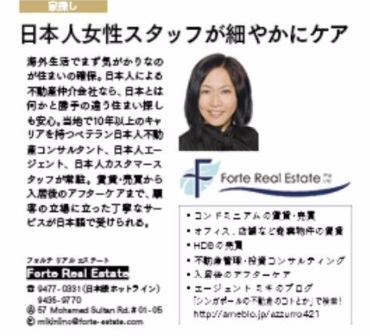 家探し
日本人女性スタッフが細やかにケア
海外生活でまず気がかりなの
が住まいの確保。日本人による
不動産仲介会社なら、日本とは
何かと勝手の違う住まい探し
も安心。当地で10年以上のキャ
リアを持つベテラン日本人不動
産コンサルタント、日本人エー
ジェント、日本人カスタマース
タッフが常駐。賃貸・売買から
入居後のアフターケアまで、顧
客の立場に立った丁寧なサー
ビスが日本語で受けられる。
フォルテ リアル エステート
Forte Real Estate
☎ 9477-0331(日本語ホットライン)
9435-9770
57 Mohamed Sultan Rd.#01-05
mikiriino@forte-estate.com
Forte Real Estate
・コンドミニアムの賃貸・売買
・オフィス、店舗など商業物件の賃貸
・HDBの売買
・不動産管理・投資コンサルティング
・入居後のアフターケア
・エージェント ミキのブログ
「シンガポールの不動産のコトとか」で検索!
http://ameblo.jp/azzurro421